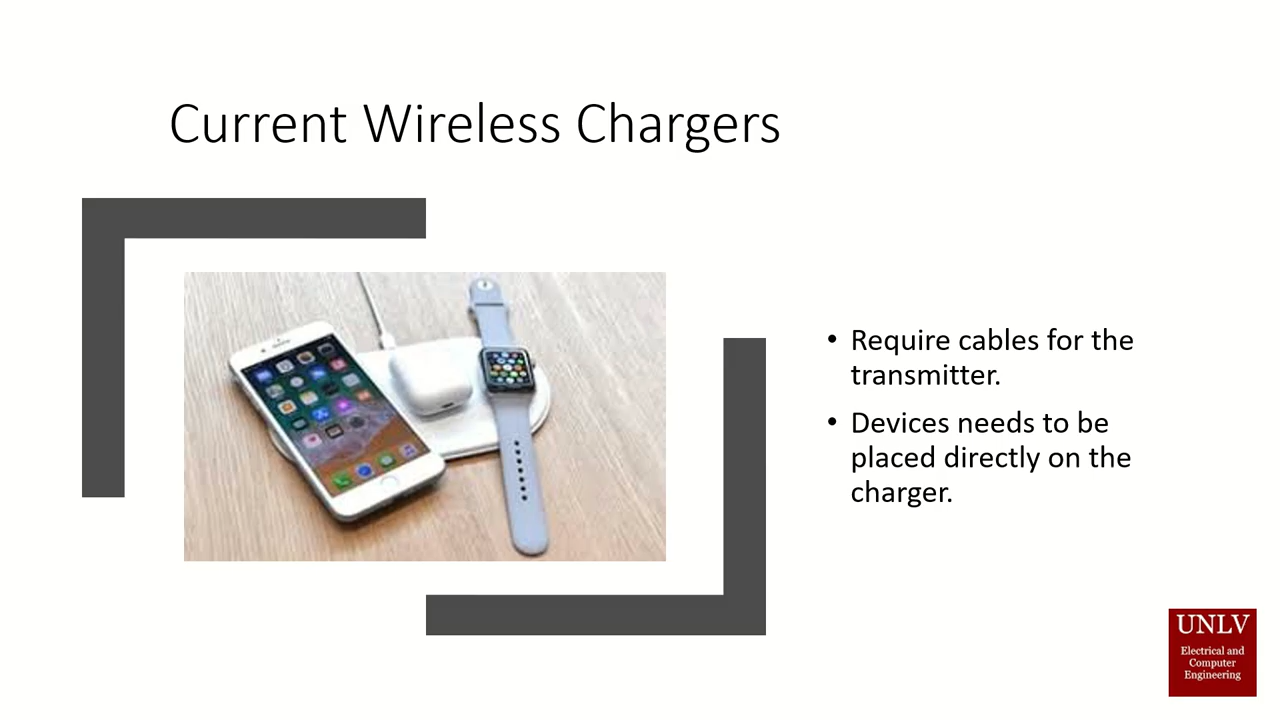 Current Wireless Chargers
• Require cables for the
transmitter.
• Devices needs to be
placed directly on the
charger.
UNLV
Electrical and
Computer
Engineering